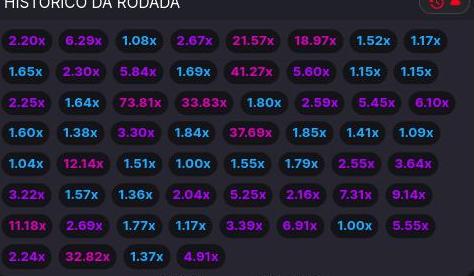 HISTÓRICO DA RODADA
2.20x 6.29x 1.08x 2.67x 21.57x 18.97x 1.52x 1.17x
1.65x 2.30x 5.84x 1.69x 41.27x 5.60x 1.15x 1.15x
2.25x 1.64x 73.81x 33.83x 1.80x 2.59x 5.45x 6.10x
1.60x 1.38x 3.30x 1.84x 37.69x 1.85x 1.41x 1.09x
1.04x 12.14x 1.51x 1.00x 1.55x 1.79x 2.55x 3.64x
3.22x 1.57x 1.36x 2.04x 5.25x 2.16x 7.31x 9.14x
11.18x 2.69x 1.77x 1.17x 3.39x 6.91x 1.00x 5.55x
2.24x 32.82x 1.37x 4.91x